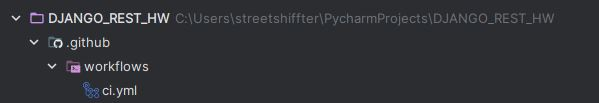 DJANGO_REST_HW C:\Users\streetshiffter\PycharmProjects\DJANGO_REST_HW
.github
workflows
ci.yml